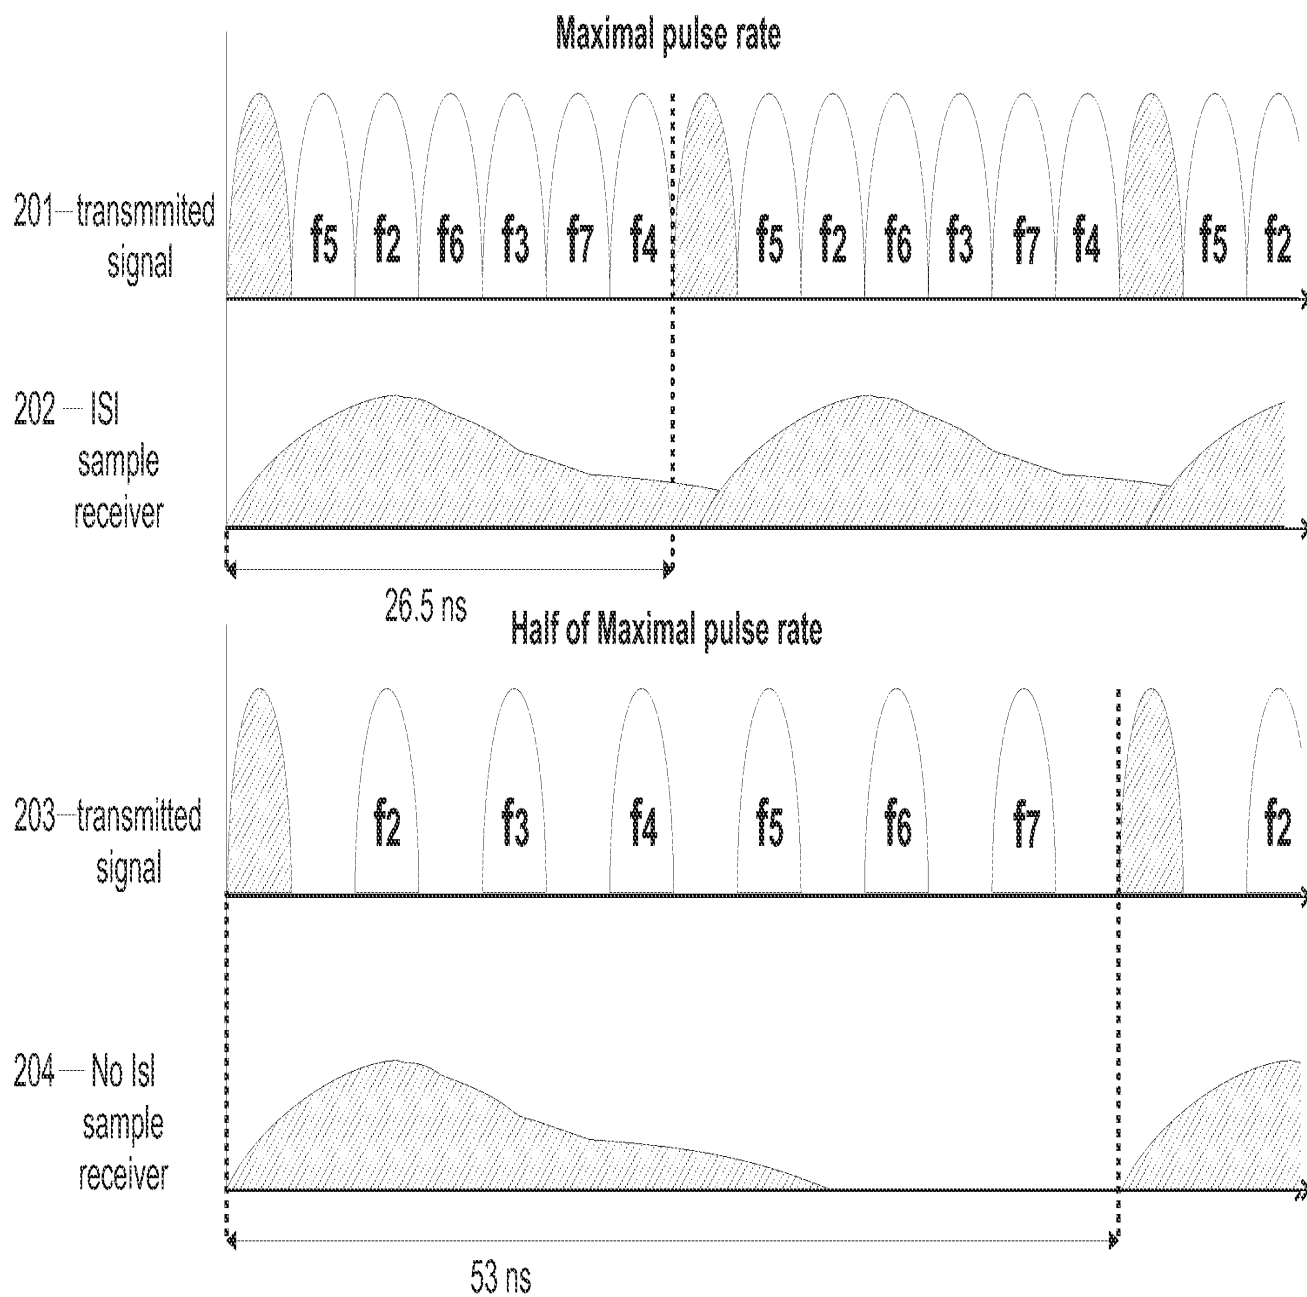 Maximal pulse rate
201 transmmited
signal
f5 f2 f6 f3 f7 f4 f5 f2 f6 f3 f7 f4 f5 f2
202 ISI
sample
receiver
26.5 ns
Half of Maximal pulse rate
203 transmitted
signal
f2 f3 f4 f5 f6 f7 f2
204 No IsI
sample
receiver
53 ns